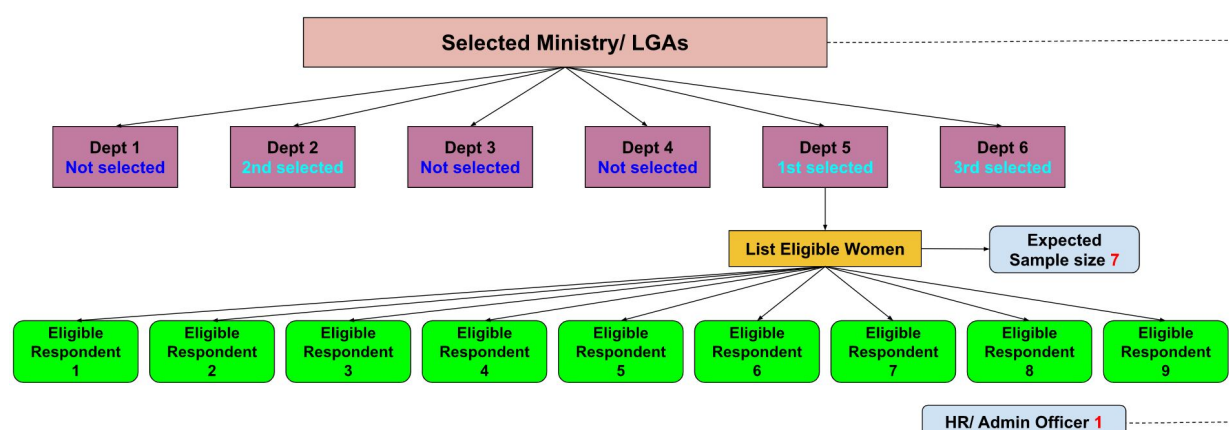 Selected Ministry/ LGAs
Dept 1
Not selected
Dept 2
2nd selected
Dept 3
Not selected
Dept 4
Not selected
Dept 5
1st selected
Dept 6
3rd selected
List Eligible Women
Expected
Sample size 7
Eligible
Respondent
1
Eligible
Respondent
2
Eligible
Respondent
3
Eligible
Respondent
4
Eligible
Respondent
5
Eligible
Respondent
6
Eligible
Respondent
7
Eligible
Respondent
8
Eligible
Respondent
9
HR/ Admin Officer 1